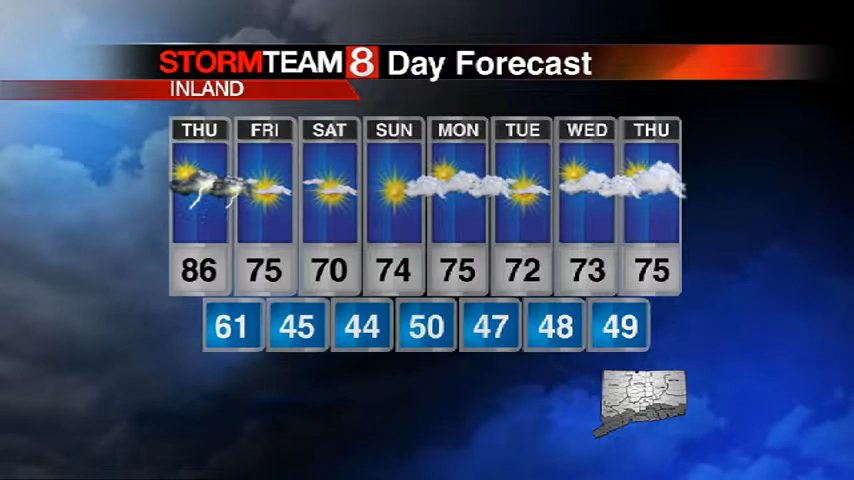 STORMTEAM 8 Day Forecast
INLAND
THU FRI SAT SUN MON TUE WED THU
86 75 70 74 75 72 73 75
61 45 44 50 47 48 49